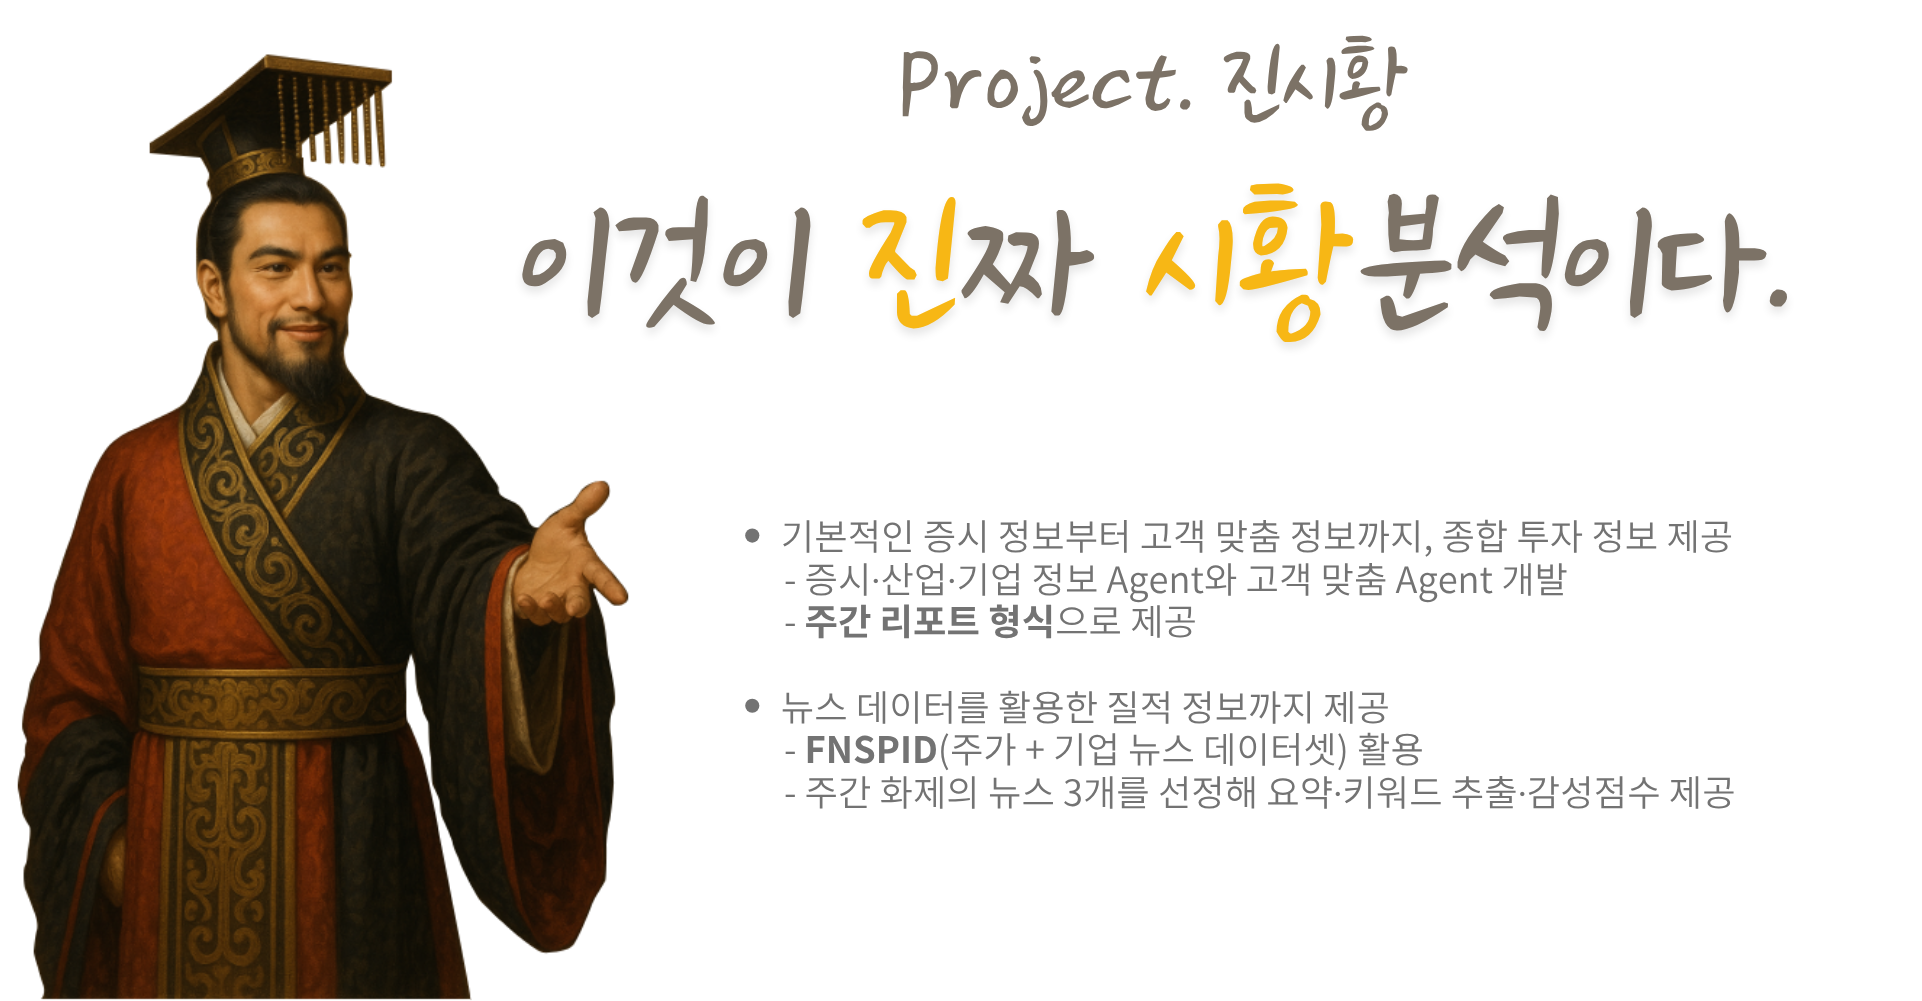 Project. 진시황
이것이 진짜 시황분석이다.
• 기본적인 증시 정보부터 고객 맞춤 정보까지, 종합 투자 정보 제공
- 증시·산업·기업 정보 Agent와 고객 맞춤 Agent 개발
- 주간 리포트 형식으로 제공
• 뉴스 데이터를 활용한 질적 정보까지 제공
- FNSPID(주가 + 기업 뉴스 데이터셋) 활용
- 주간 화제의 뉴스 3개를 선정해 요약·키워드 추출·감성점수 제공